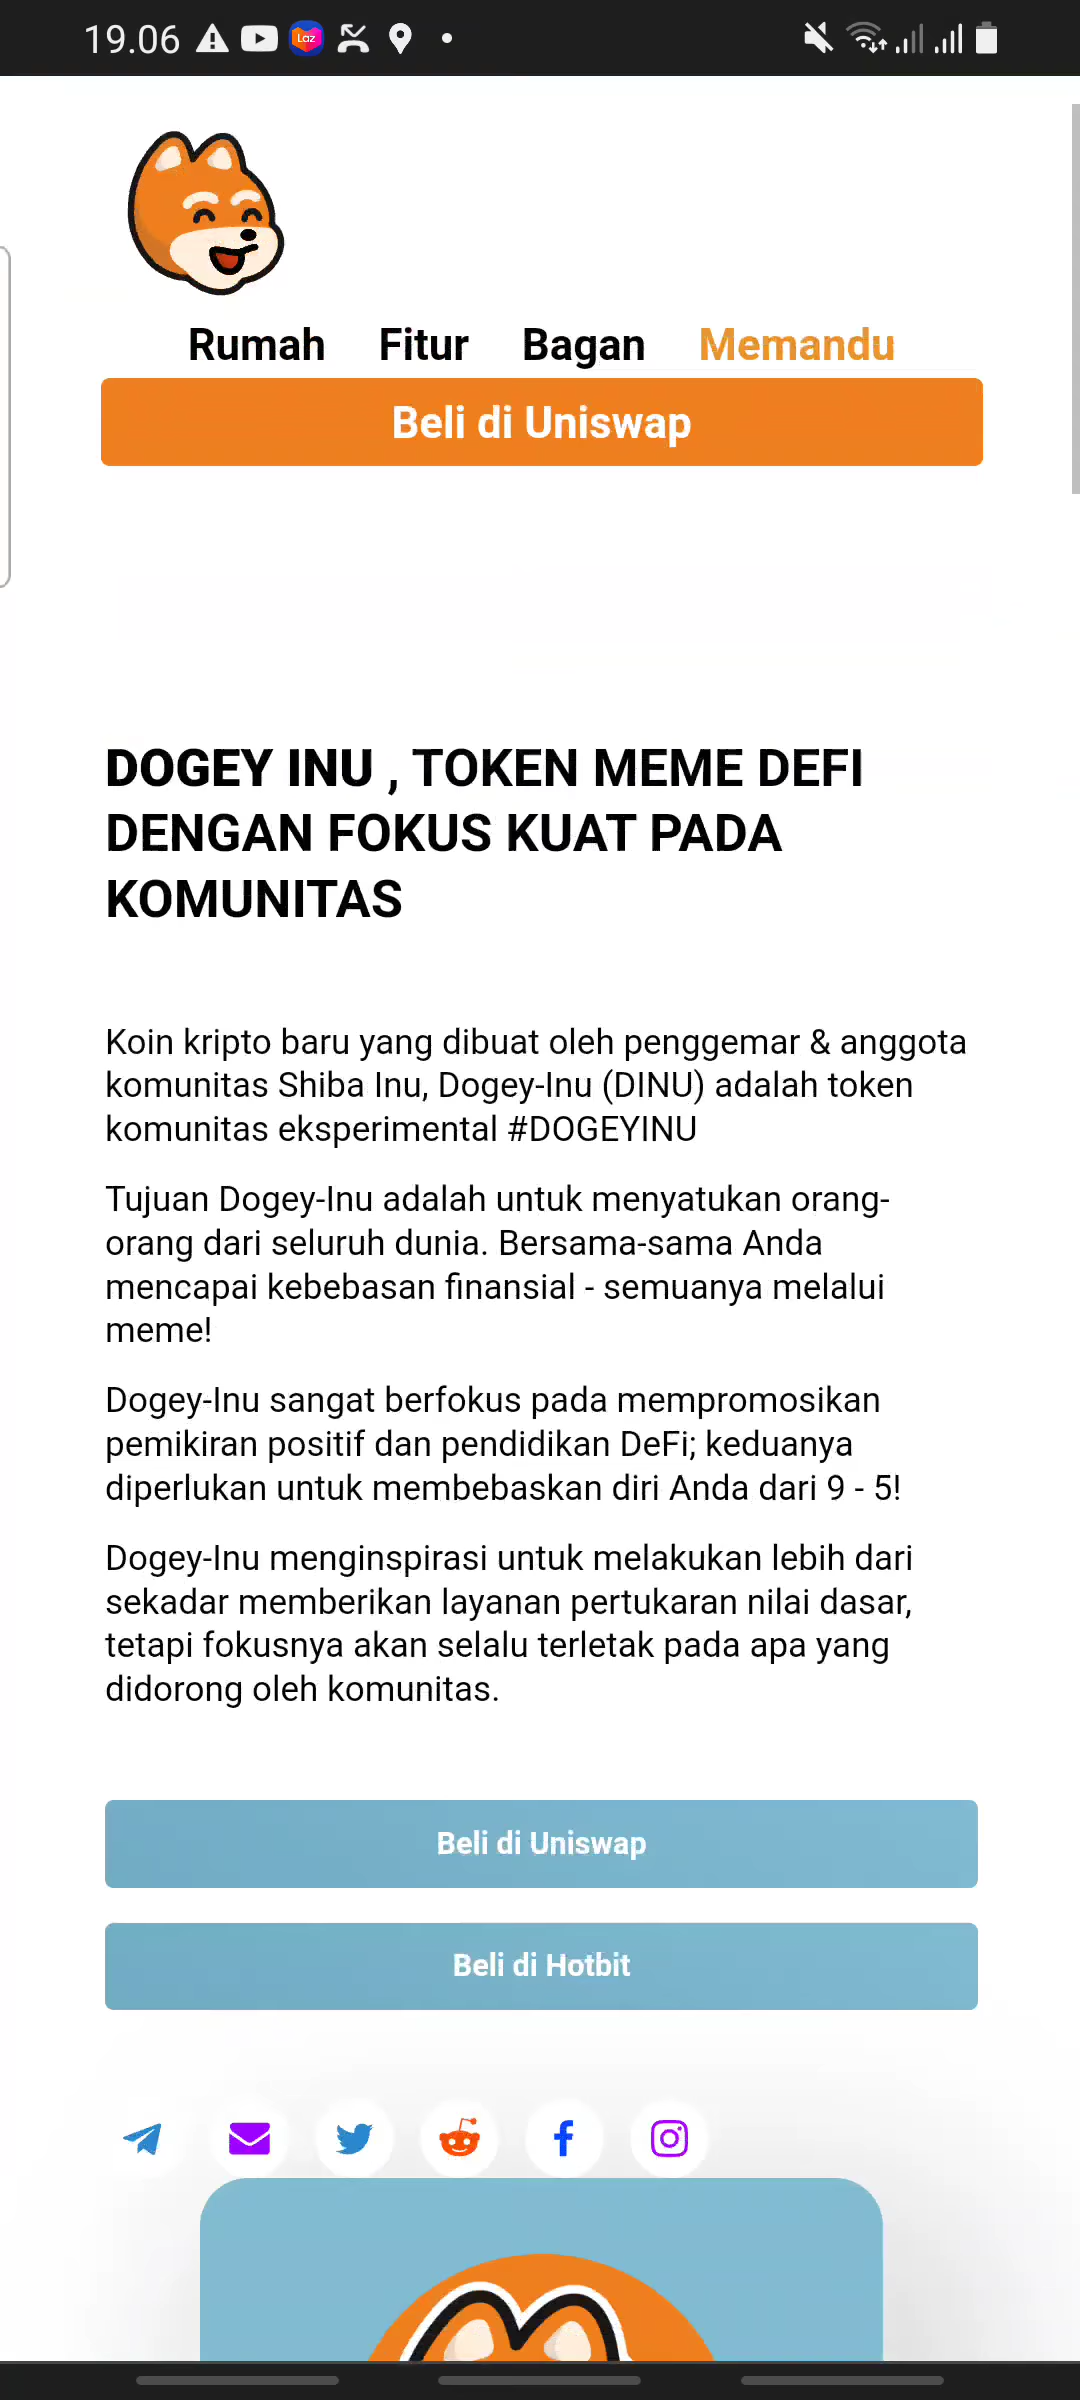 19.06
Laz
Rumah Fitur Bagan Memandu
Beli di Uniswap
DOGEY INU , TOKEN MEME DEFI
DENGAN FOKUS KUAT PADA
KOMUNITAS
Koin kripto baru yang dibuat oleh penggemar & anggota
komunitas Shiba Inu, Dogey-Inu (DINU) adalah token
komunitas eksperimental #DOGEYINU
Tujuan Dogey-Inu adalah untuk menyatukan orang-
orang dari seluruh dunia. Bersama-sama Anda
mencapai kebebasan finansial - semuanya melalui
meme!
Dogey-Inu sangat berfokus pada mempromosikan
pemikiran positif dan pendidikan DeFi; keduanya
diperlukan untuk membebaskan diri Anda dari 9 - 5!
Dogey-Inu menginspirasi untuk melakukan lebih dari
sekadar memberikan layanan pertukaran nilai dasar,
tetapi fokusnya akan selalu terletak pada apa yang
didorong oleh komunitas.
Beli di Uniswap
Beli di Hotbit